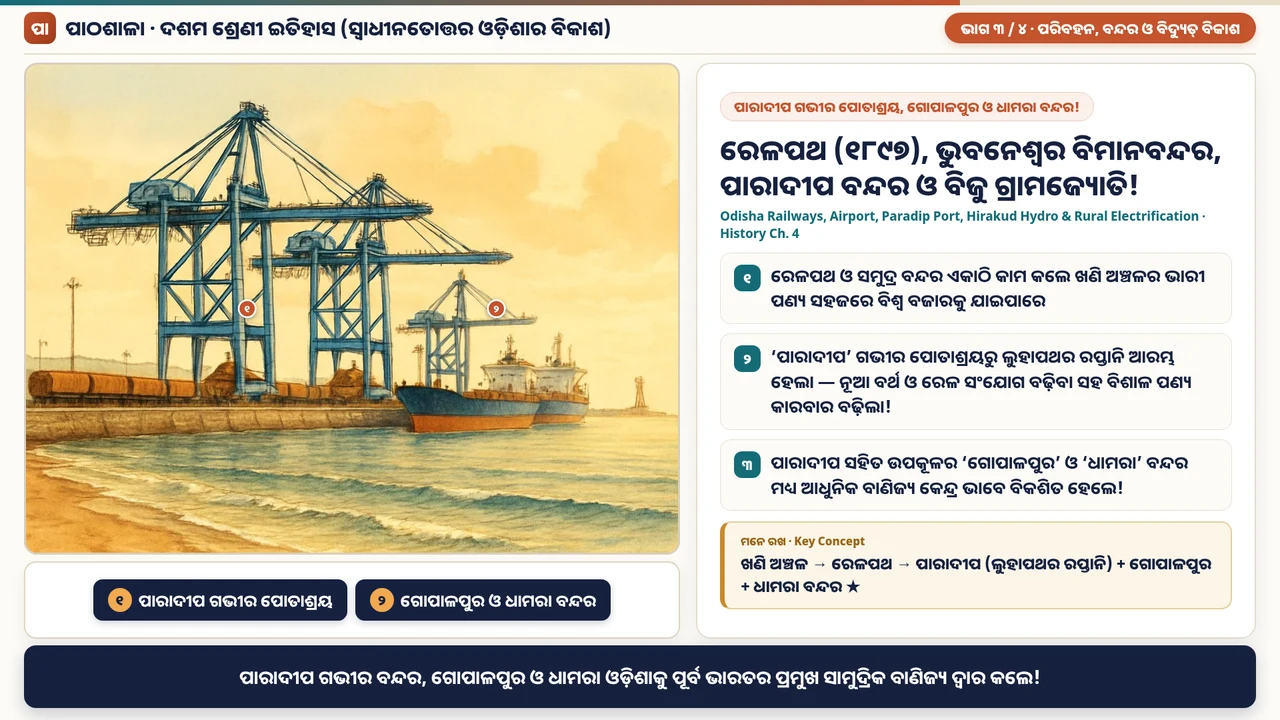 ପା ପାଠଶାଳା · ଦଶମ ଶ୍ରେଣୀ ଇତିହାସ (ସ୍ୱାଧୀନତୋତ୍ତର ଓଡ଼ିଶାର ବିକାଶ)
ଭାଗ ୩ / ୪ · ପରିବହନ, ବନ୍ଦର ଓ ବିଦ୍ୟୁତ୍ ବିକାଶ
୧ ୨
୧ ପାରାଦୀପ ଗଭୀର ପୋତାଶ୍ରୟ ୨ ଗୋପାଳପୁର ଓ ଧାମରା ବନ୍ଦର
ପାରାଦୀପ ଗଭୀର ପୋତାଶ୍ରୟ, ଗୋପାଳପୁର ଓ ଧାମରା ବନ୍ଦର!
ରେଳପଥ (୧୮୯୭), ଭୁବନେଶ୍ୱର ବିମାନବନ୍ଦର,
ପାରାଦୀପ ବନ୍ଦର ଓ ବିଜୁ ଗ୍ରାମଜ୍ୟୋତି!
Odisha Railways, Airport, Paradip Port, Hirakud Hydro & Rural Electrification ·
History Ch. 4
୧ ରେଳପଥ ଓ ସମୁଦ୍ର ବନ୍ଦର ଏକାଠି କାମ କଲେ ଖଣି ଅଞ୍ଚଳର ଭାରୀ
ପଣ୍ୟ ସହଜରେ ବିଶ୍ୱ ବଜାରକୁ ଯାଇପାରେ
୨ ‘ପାରାଦୀପ’ ଗଭୀର ପୋତାଶ୍ରୟରୁ ଲୁହାପଥର ରପ୍ତାନି ଆରମ୍ଭ
ହେଲା — ନୂଆ ବର୍ଥ ଓ ରେଳ ସଂଯୋଗ ବଢ଼ିବା ସହ ବିଶାଳ ପଣ୍ୟ
କାରବାର ବଢ଼ିଲା!
୩ ପାରାଦୀପ ସହିତ ଉପକୂଳର ‘ଗୋପାଳପୁର’ ଓ ‘ଧାମରା’ ବନ୍ଦର
ମଧ୍ୟ ଆଧୁନିକ ବାଣିଜ୍ୟ କେନ୍ଦ୍ର ଭାବେ ବିକଶିତ ହେଲେ!
ମନେ ରଖ · Key Concept
ଖଣି ଅଞ୍ଚଳ → ରେଳପଥ → ପାରାଦୀପ (ଲୁହାପଥର ରପ୍ତାନି) + ଗୋପାଳପୁର
+ ଧାମରା ବନ୍ଦର ★
ପାରାଦୀପ ଗଭୀର ବନ୍ଦର, ଗୋପାଳପୁର ଓ ଧାମରା ଓଡ଼ିଶାକୁ ପୂର୍ବ ଭାରତର ପ୍ରମୁଖ ସାମୁଦ୍ରିକ ବାଣିଜ୍ୟ ଦ୍ୱାର କଲେ!